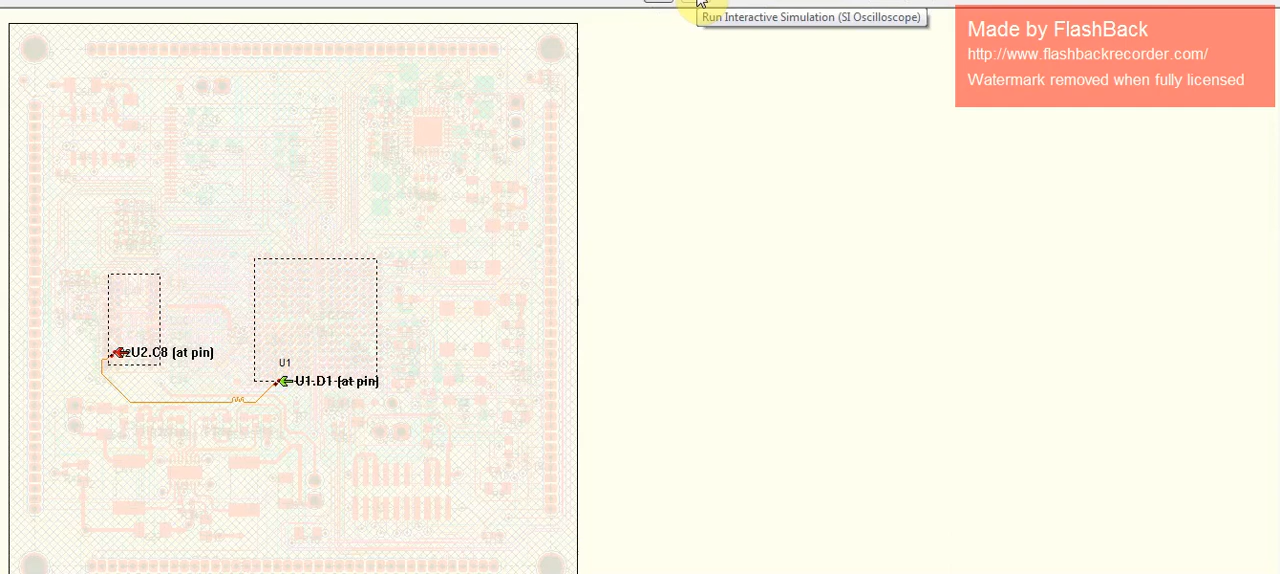 Run Interactive Simulation (SI Oscilloscope)
Made by FlashBack
http://www.flashbackrecorder.com/
Watermark removed when fully licensed
U2.C8 (at pin)
U1
U1.D1 (at pin)